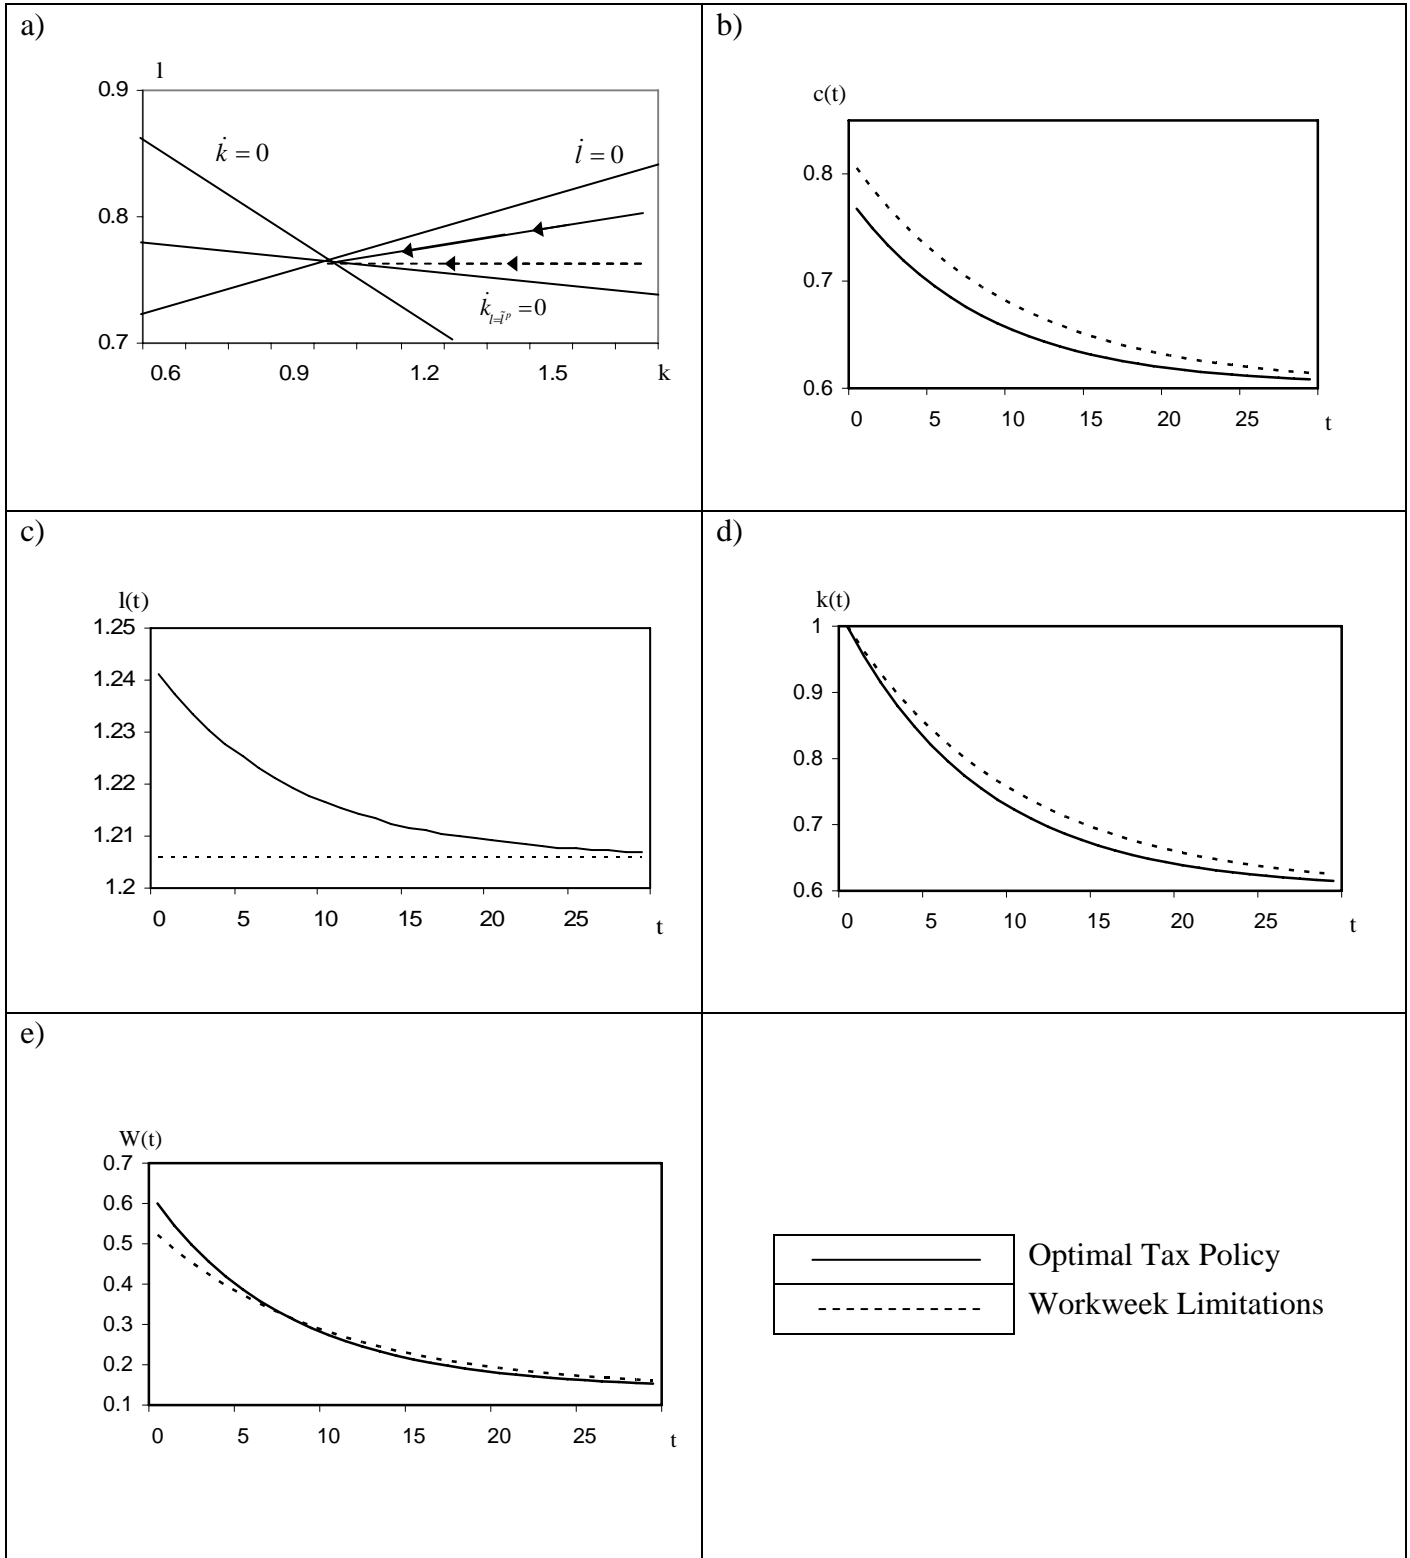 a)
l
0.9
0.8
0.7
k̇ = 0
l̇ = 0
k̇_{l=l̃^p} = 0
0.6 0.9 1.2 1.5 k
b)
c(t)
0.8
0.7
0.6
0 5 10 15 20 25 t
c)
l(t)
1.25
1.24
1.23
1.22
1.21
1.2
0 5 10 15 20 25 t
d)
k(t)
1
0.9
0.8
0.7
0.6
0 5 10 15 20 25 t
e)
W(t)
0.7
0.6
0.5
0.4
0.3
0.2
0.1
0 5 10 15 20 25 t
Optimal Tax Policy
Workweek Limitations